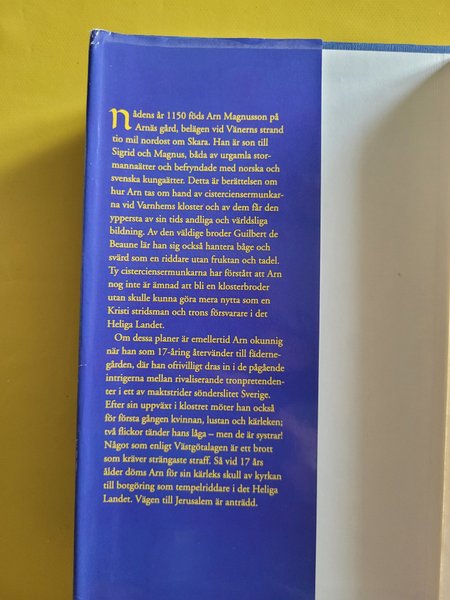 Nådens år 1150 föds Arn Magnusson på
Arnäs gård, belägen vid Vänerns strand
tio mil nordost om Skara. Han är son till
Sigrid och Magnus, båda av urgamla stor-
mannaätter och befryndade med norska och
svenska kungaätter. Detta är berättelsen om
hur Arn tas om hand av cisterciensermunkar-
na vid Varnhems kloster och av dem får den
yppersta av sin tids andliga och världsliga
bildning. Av den väldige broder Guilbert de
Beaune lär han sig också hantera båge och
svärd som en riddare utan fruktan och tadel.
Ty cisterciensermunkarna har förstått att Arn
nog inte är ämnad att bli en klosterbroder
utan skulle kunna göra mera nytta som en
Kristi stridsman och trons försvarare i det
Heliga Landet.
Om dessa planer är emellertid Arn okunnig
när han som 17-åring återvänder till fäderne-
gården, där han ofrivilligt dras in i de pågående
intrigerna mellan rivaliserande tronpretenden-
ter i ett av maktstrider sönderslitet Sverige.
Efter sin uppväxt i klostret möter han också
för första gången kvinnan, lustan och kärleken;
två flickor tänder hans låga – men de är systrar!
Något som enligt Västgötalagen är ett brott
som kräver strängaste straff. Så vid 17 års
ålder döms Arn för sin kärleks skull av kyrkan
till botgöring som tempelriddare i det Heliga
Landet. Vägen till Jerusalem är anträdd.